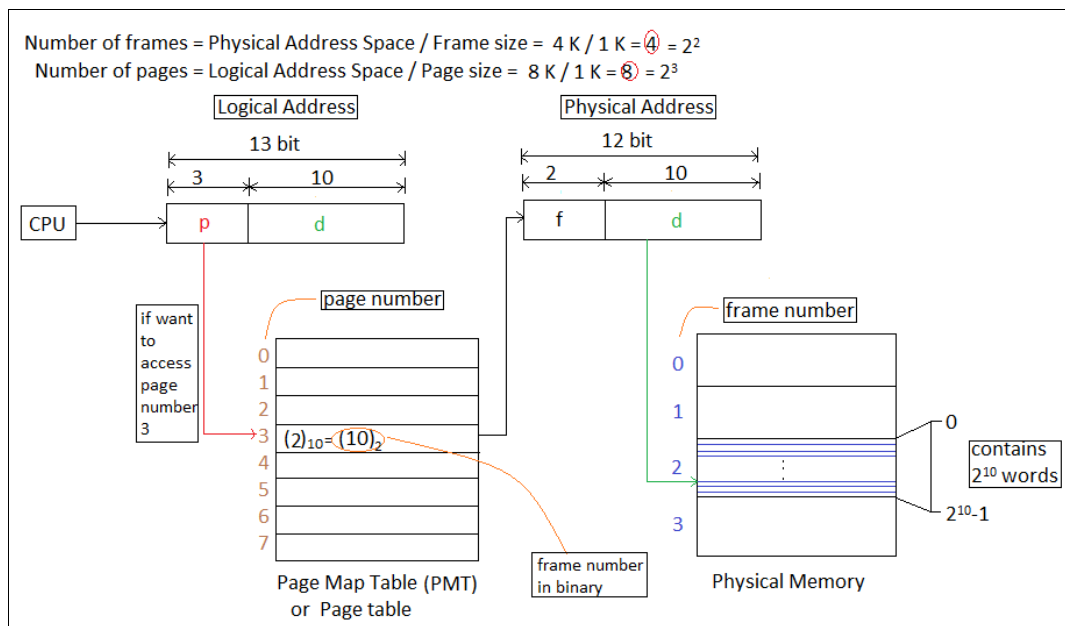 Number of frames = Physical Address Space / Frame size = 4 K / 1 K = 4 = 2²
Number of pages = Logical Address Space / Page size = 8 K / 1 K = 8 = 2³
Logical Address
Physical Address
13 bit
12 bit
3
10
2
10
CPU
p
d
f
d
page number
frame number
if want
to
access
page
number
3
0
1
2
3
4
5
6
7
(2)₁₀= (10)₂
0
1
2
3
⋮
0
contains
2¹⁰ words
2¹⁰-1
frame number
in binary
Page Map Table (PMT)
or Page table
Physical Memory